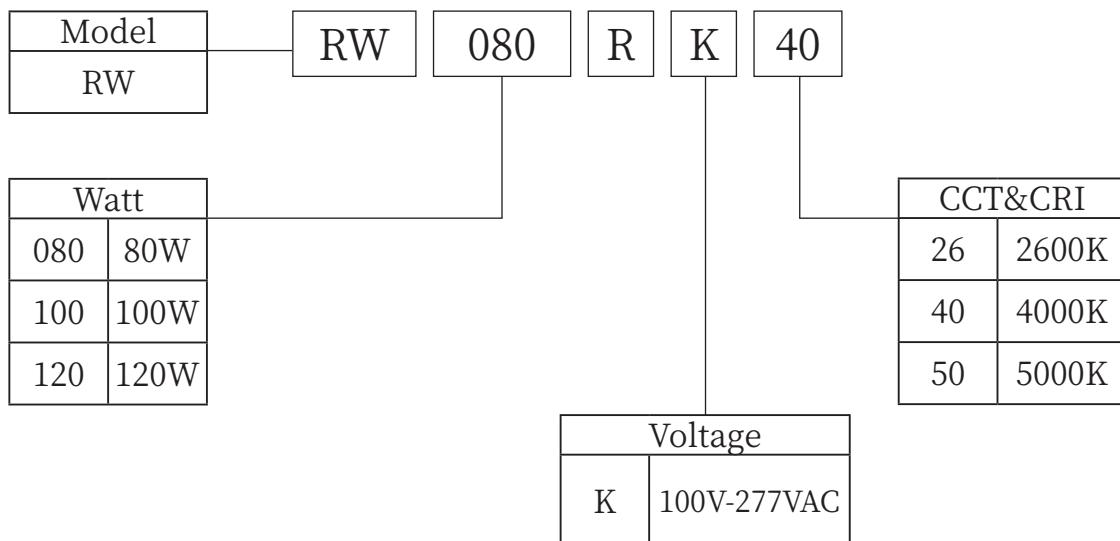 Model
RW
RW 080 R K 40
Watt
080 80W
100 100W
120 120W
CCT&CRI
26 2600K
40 4000K
50 5000K
Voltage
K 100V-277VAC